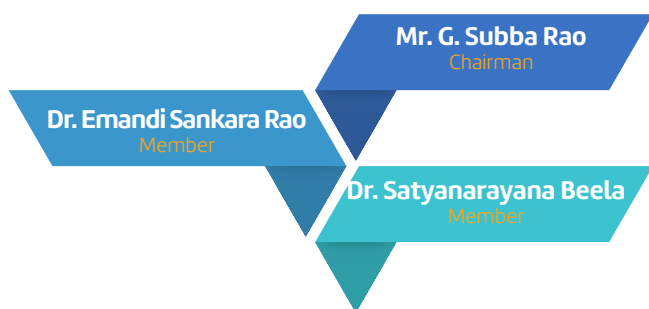 Mr. G. Subba Rao
Chairman
Dr. Emandi Sankara Rao
Member
Dr. Satyanarayana Beela
Member